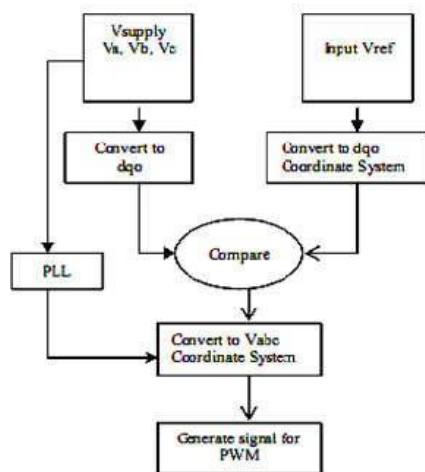 Vsupply
Va, Vb, Vc
Input Vref
Convert to
dqo
Convert to dqo
Coordinate System
Compare
PLL
Convert to Vabc
Coordinate System
Generate signal for
PWM